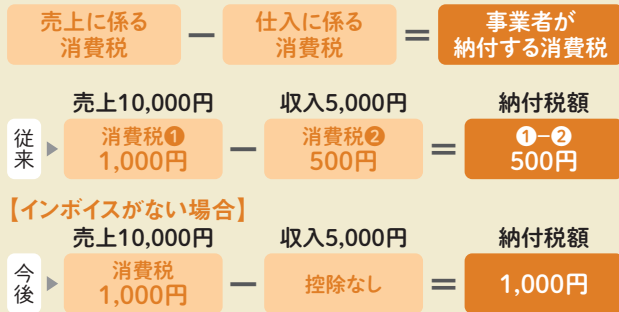 売上に係る
消費税
ー
仕入に係る
消費税
＝
事業者が
納付する消費税
売上10,000円
収入5,000円
納付税額
従来
消費税❶
1,000円
ー
消費税❷
500円
＝
❶−❷
500円
【インボイスがない場合】
売上10,000円
収入5,000円
納付税額
今後
消費税
1,000円
ー
控除なし
＝
1,000円